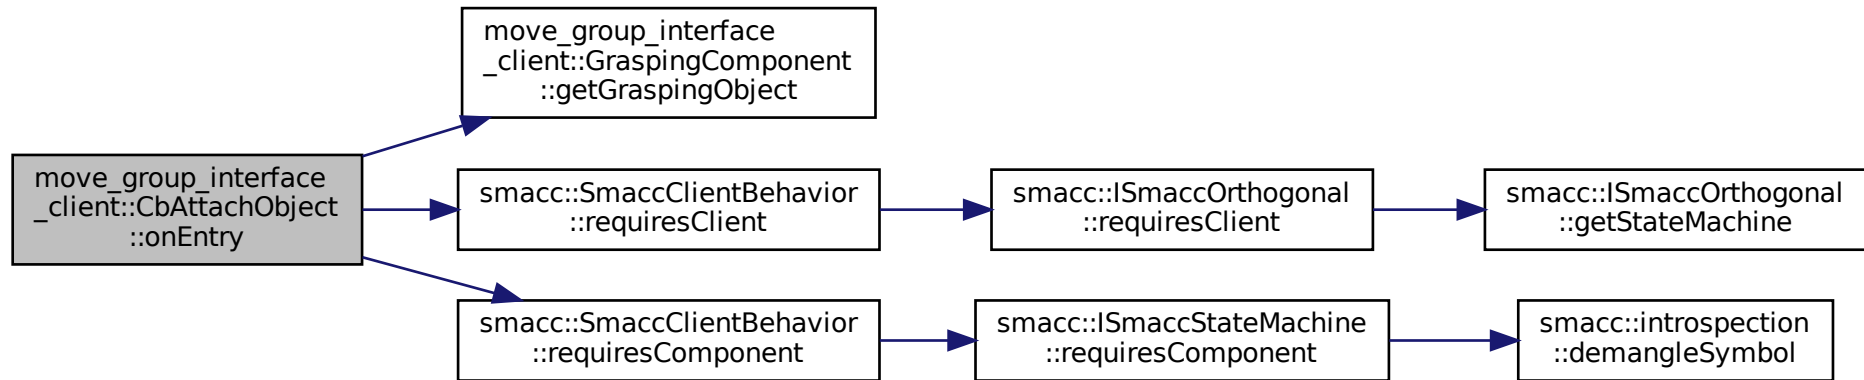 move_group_interface
_client::CbAttachObject
::onEntry
move_group_interface
_client::GraspingComponent
::getGraspingObject
smacc::SmaccClientBehavior
::requiresClient
smacc::ISmaccOrthogonal
::requiresClient
smacc::ISmaccOrthogonal
::getStateMachine
smacc::SmaccClientBehavior
::requiresComponent
smacc::ISmaccStateMachine
::requiresComponent
smacc::introspection
::demangleSymbol